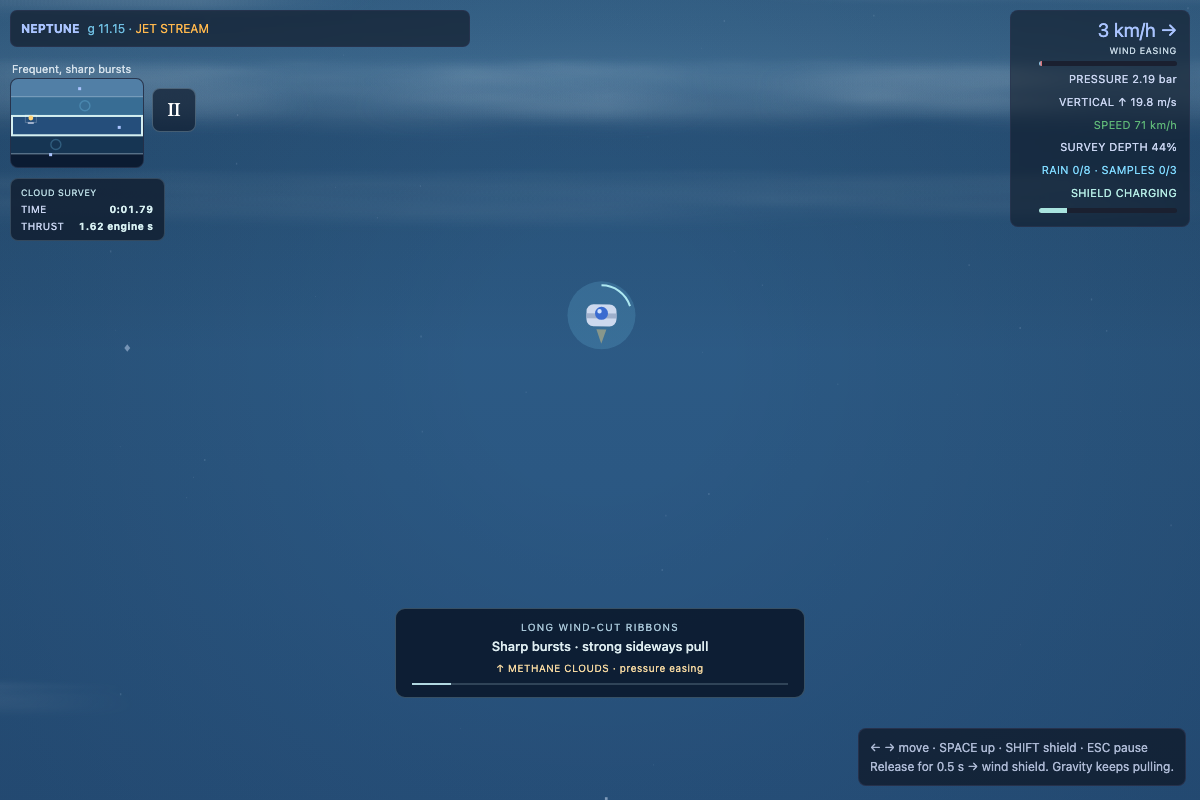 NEPTUNE g 11.15 · JET STREAM
Frequent, sharp bursts
II
CLOUD SURVEY
TIME 0:01.79
THRUST 1.62 engine s
3 km/h →
WIND EASING
PRESSURE 2.19 bar
VERTICAL ↑ 19.8 m/s
SPEED 71 km/h
SURVEY DEPTH 44%
RAIN 0/8 · SAMPLES 0/3
SHIELD CHARGING
LONG WIND-CUT RIBBONS
Sharp bursts · strong sideways pull
↑ METHANE CLOUDS · pressure easing
← → move · SPACE up · SHIFT shield · ESC pause
Release for 0.5 s → wind shield. Gravity keeps pulling.